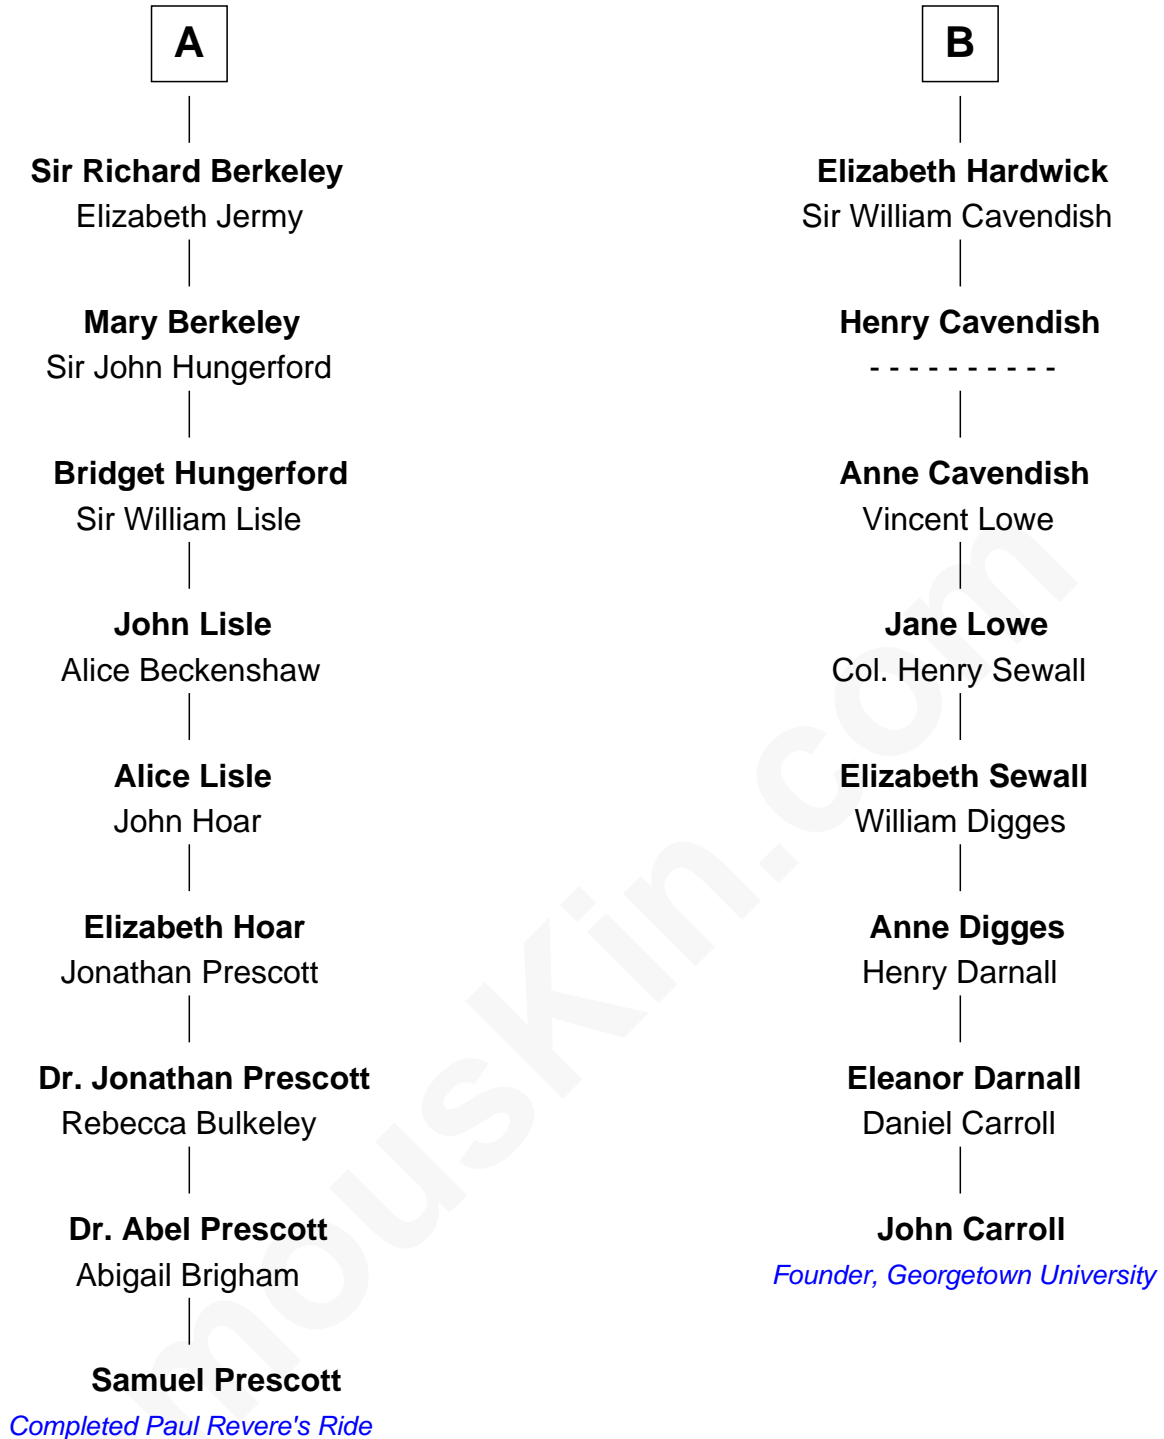 A
Sir Richard Berkeley
Elizabeth Jermy
Mary Berkeley
Sir John Hungerford
Bridget Hungerford
Sir William Lisle
John Lisle
Alice Beckenshaw
Alice Lisle
John Hoar
Elizabeth Hoar
Jonathan Prescott
Dr. Jonathan Prescott
Rebecca Bulkeley
Dr. Abel Prescott
Abigail Brigham
Samuel Prescott
Completed Paul Revere's Ride
B
Elizabeth Hardwick
Sir William Cavendish
Henry Cavendish
- - - - - - - - - -
Anne Cavendish
Vincent Lowe
Jane Lowe
Col. Henry Sewall
Elizabeth Sewall
William Digges
Anne Digges
Henry Darnall
Eleanor Darnall
Daniel Carroll
John Carroll
Founder, Georgetown University
mousKin.com